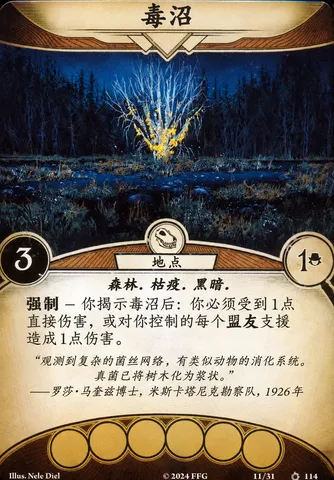 毒沼
3
1
地点
森林. 枯疫. 黑暗.
强制 – 你揭示毒沼后：你必须受到1点
直接伤害，或对你控制的每个盟友支援
造成1点伤害。
“观测到复杂的菌丝网络，有类似动物的消化系统。
真菌已将树木化为浆状。”
——罗莎·马奎兹博士，米斯卡塔尼克勘察队，1926年
Illus. Nele Diel
© 2024 FFG
11/31
114